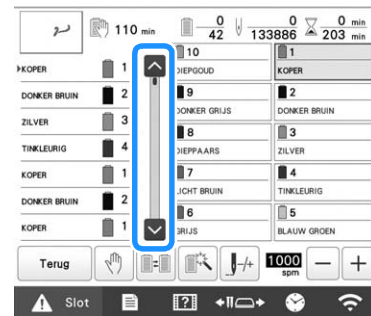 110 min 0 0 0 min
42 133886 203 min
KOPER 1
DONKER BRUIN 2
ZILVER 3
TINKLEURIG 4
KOPER 1
DONKER BRUIN 2
KOPER 1
10 1
DIEPGOUD KOPER
9 2
DONKER GRIJS DONKER BRUIN
8 3
DIEPPAARS ZILVER
7 4
LICHT BRUIN TINKLEURIG
6 5
GRIJS BLAUW GROEN
Terug -/+ 1000 spm − +
Slot